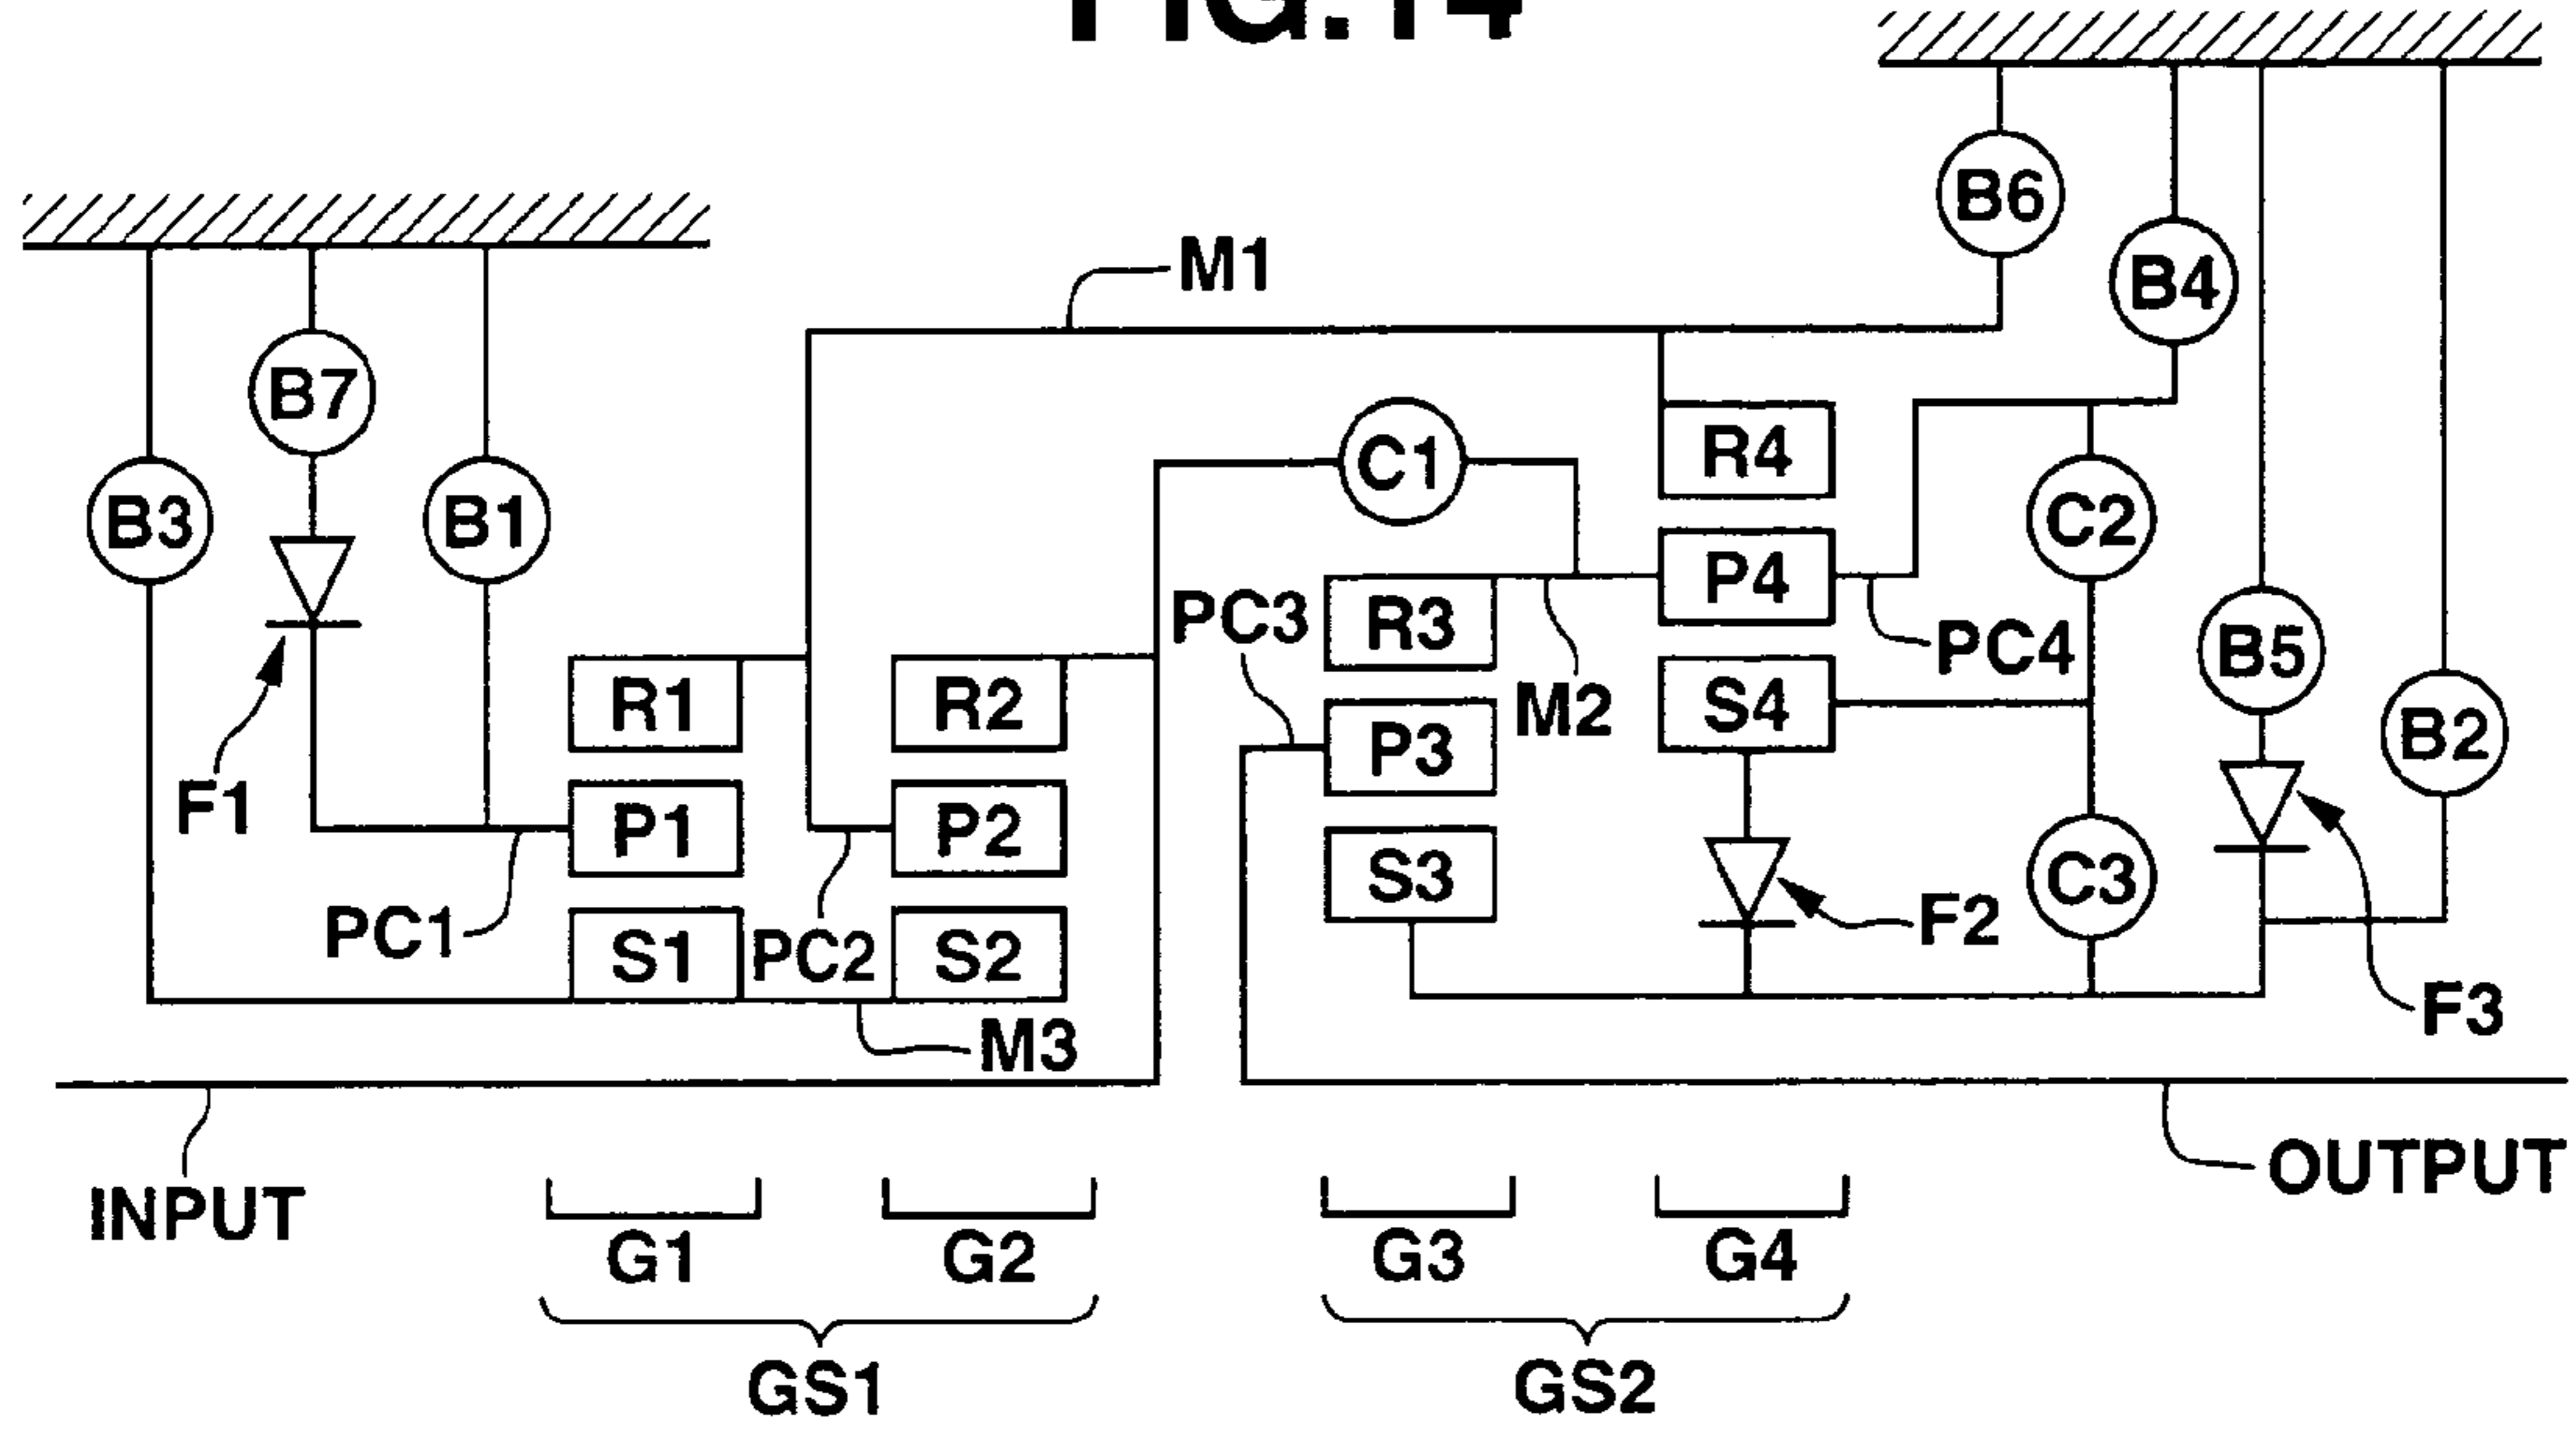 FIG.14
B6
B4
M1
B7
B3
B1
C1
R4
C2
P4
PC3
R3
PC4
B5
M2
R1
R2
S4
B2
P3
F1
P1
P2
S3
C3
F2
PC1
S1
PC2
S2
F3
M3
INPUT
OUTPUT
G1
G2
G3
G4
GS1
GS2